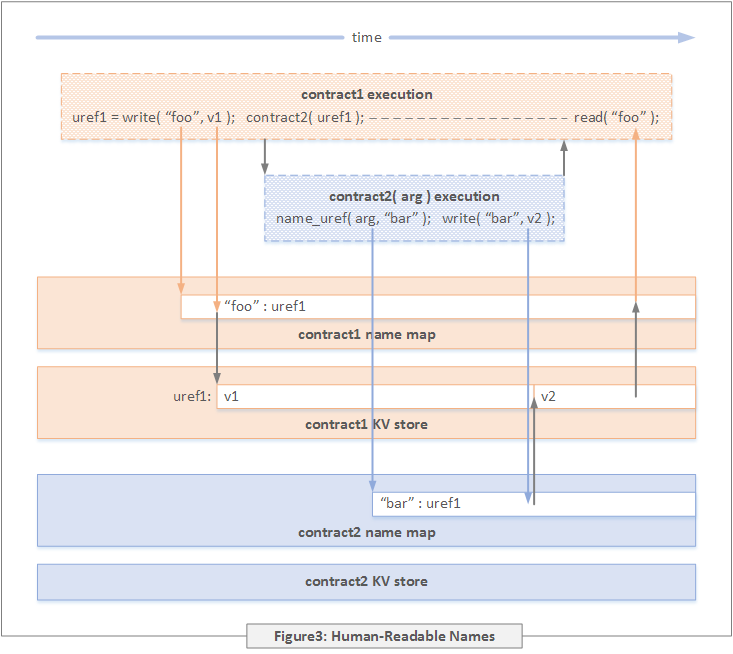 time
contract1 execution
uref1 = write( “foo”, v1 ); contract2( uref1 ); – – – – – – – – – – – – – – – – – read( “foo” );
contract2( arg ) execution
name_uref( arg, “bar” ); write( “bar”, v2 );
“foo” : uref1
contract1 name map
uref1: v1 v2
contract1 KV store
“bar” : uref1
contract2 name map
contract2 KV store
Figure3: Human-Readable Names